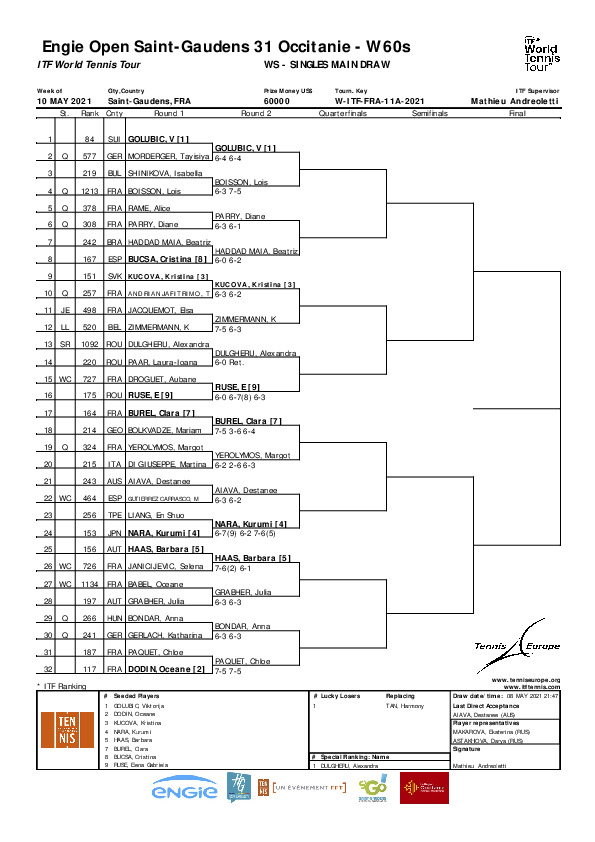 Engie Open Saint-Gaudens 31 Occitanie - W60s
ITF World Tennis Tour WS - SINGLES MAIN DRAW
ITF World Tennis Tour
Week of City,Country Prize Money US$ Tourn. Key ITF Supervisor
10 MAY 2021 Saint-Gaudens, FRA 60000 W-ITF-FRA-11A-2021 Mathieu Andreoletti
St. Rank Cnty Round 1 Round 2 Quarterfinals Semifinals Final
1 84 SUI GOLUBIC, V [1]
GOLUBIC, V [1]
2 Q 577 GER MORDERGER, Tayisiya 6-4 6-4
3 219 BUL SHINIKOVA, Isabella
BOISSON, Lois
4 Q 1213 FRA BOISSON, Lois 6-3 7-5
5 Q 378 FRA RAME, Alice
PARRY, Diane
6 Q 308 FRA PARRY, Diane 6-3 6-1
7 242 BRA HADDAD MAIA, Beatriz
HADDAD MAIA, Beatriz
8 167 ESP BUCSA, Cristina [8] 6-0 6-2
9 151 SVK KUCOVA, Kristina [3]
KUCOVA, Kristina [3]
10 Q 257 FRA ANDRIANJAFITRIMO, T 6-3 6-2
11 JE 498 FRA JACQUEMOT, Elsa
ZIMMERMANN, K
12 LL 520 BEL ZIMMERMANN, K 7-5 6-3
13 SR 1092 ROU DULGHERU, Alexandra
DULGHERU, Alexandra
14 220 ROU PAAR, Laura-Ioana 6-0 Ret.
15 WC 727 FRA DROGUET, Aubane
RUSE, E [9]
16 175 ROU RUSE, E [9] 6-0 6-7(8) 6-3
17 164 FRA BUREL, Clara [7]
BUREL, Clara [7]
18 214 GEO BOLKVADZE, Mariam 7-5 3-6 6-4
19 Q 324 FRA YEROLYMOS, Margot
YEROLYMOS, Margot
20 215 ITA DI GIUSEPPE, Martina 6-2 2-6 6-3
21 243 AUS AIAVA, Destanee
AIAVA, Destanee
22 WC 464 ESP GUTIERREZ CARRASCO, M 6-3 6-2
23 256 TPE LIANG, En Shuo
NARA, Kurumi [4]
24 153 JPN NARA, Kurumi [4] 6-7(9) 6-2 7-6(5)
25 156 AUT HAAS, Barbara [5]
HAAS, Barbara [5]
26 WC 726 FRA JANICIJEVIC, Selena 7-6(2) 6-1
27 WC 1134 FRA BABEL, Oceane
GRABHER, Julia
28 197 AUT GRABHER, Julia 6-3 6-3
29 Q 266 HUN BONDAR, Anna
BONDAR, Anna
30 Q 241 GER GERLACH, Katharina 6-3 6-3
31 187 FRA PAQUET, Chloe
PAQUET, Chloe
32 117 FRA DODIN, Oceane [2] 7-5 7-5
Tennis Europe
www.tenniseurope.org
* ITF Ranking www.itftennis.com
# Seeded Players # Lucky Losers Replacing Draw date/time: 08 MAY 2021 21:47
1 GOLUBIC, Viktorija 1 TAN, Harmony Last Direct Acceptance
2 DODIN, Oceane AIAVA, Destanee (AUS)
3 KUCOVA, Kristina Player representatives
4 NARA, Kurumi MAKAROVA, Ekaterina (RUS)
5 HAAS, Barbara ASTAKHOVA, Darya (RUS)
7 BUREL, Clara Signature
8 BUCSA, Cristina # Special Ranking: Name
9 RUSE, Elena Gabriela 1 DULGHERU, Alexandra Mathieu Andreoletti
TENNIS
ENGIE
TENNIS [UN ÉVÉNEMENT FFT]